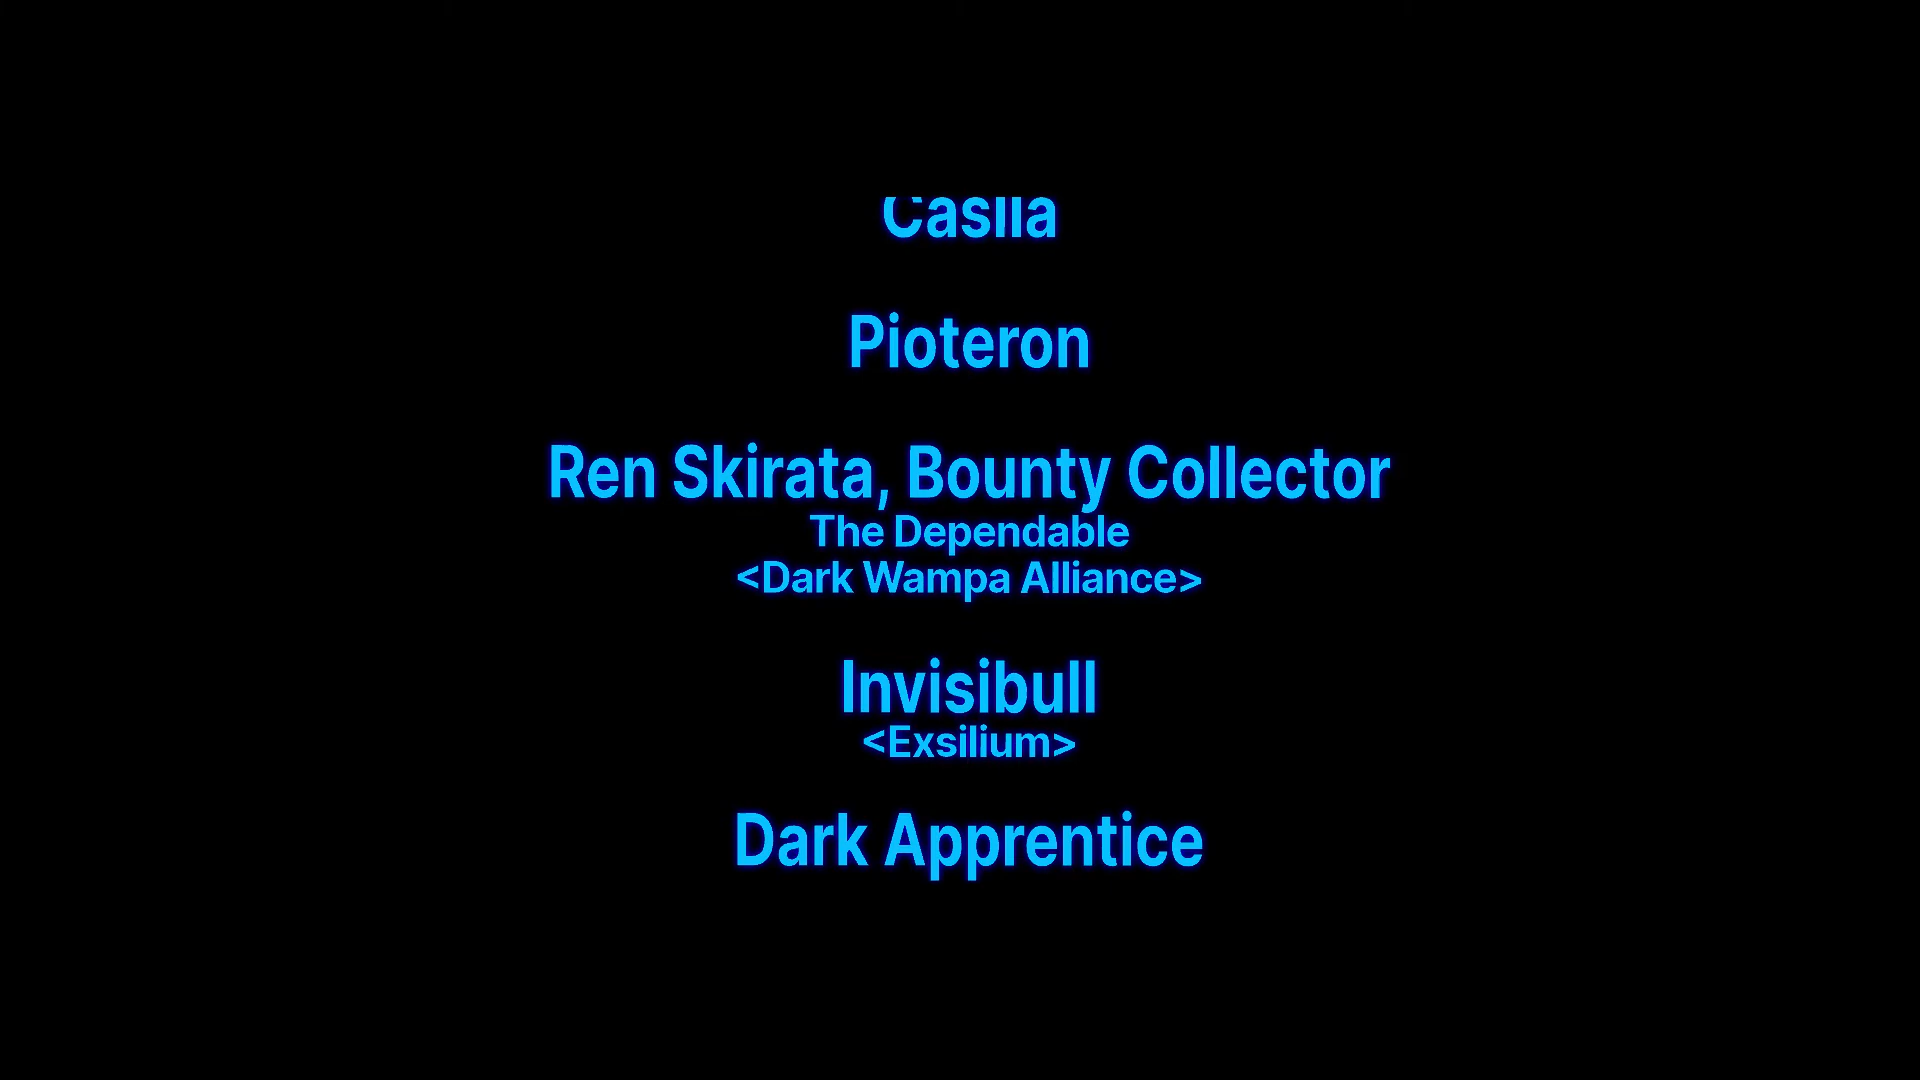 Pioteron
Ren Skirata, Bounty Collector
The Dependable
<Dark Wampa Alliance>
Invisibull
<Exsilium>
Dark Apprentice